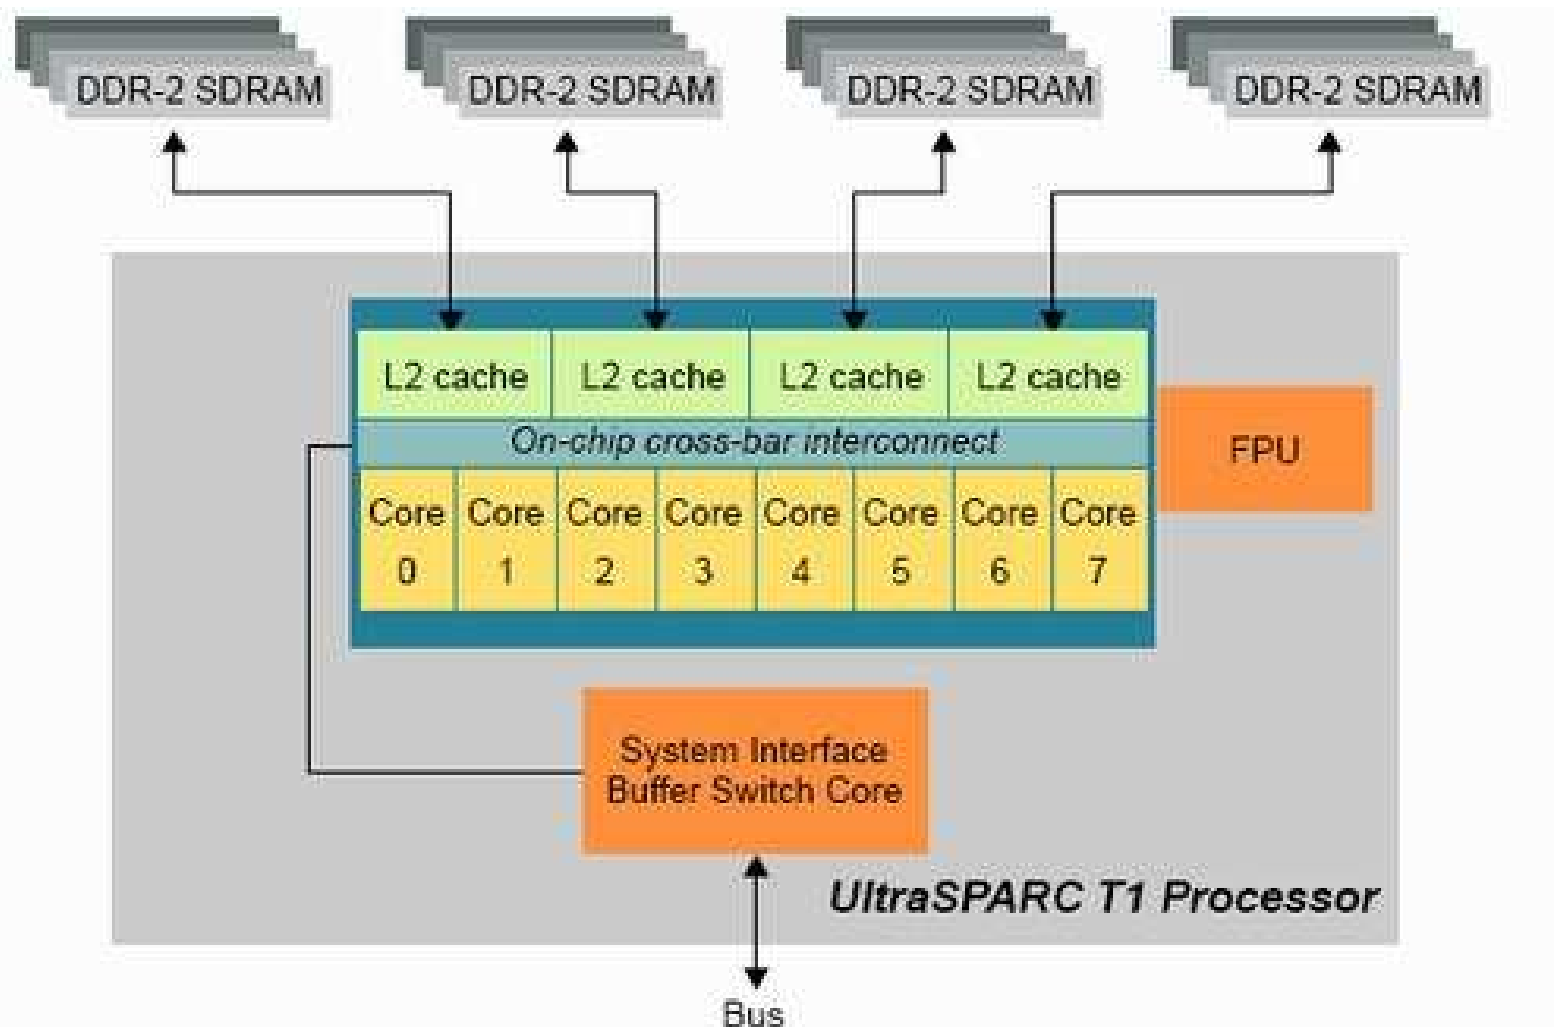 DDR-2 SDRAM
DDR-2 SDRAM
DDR-2 SDRAM
DDR-2 SDRAM
L2 cache
L2 cache
L2 cache
L2 cache
On-chip cross-bar interconnect
FPU
Core
0
Core
1
Core
2
Core
3
Core
4
Core
5
Core
6
Core
7
System Interface
Buffer Switch Core
UltraSPARC T1 Processor
Bus